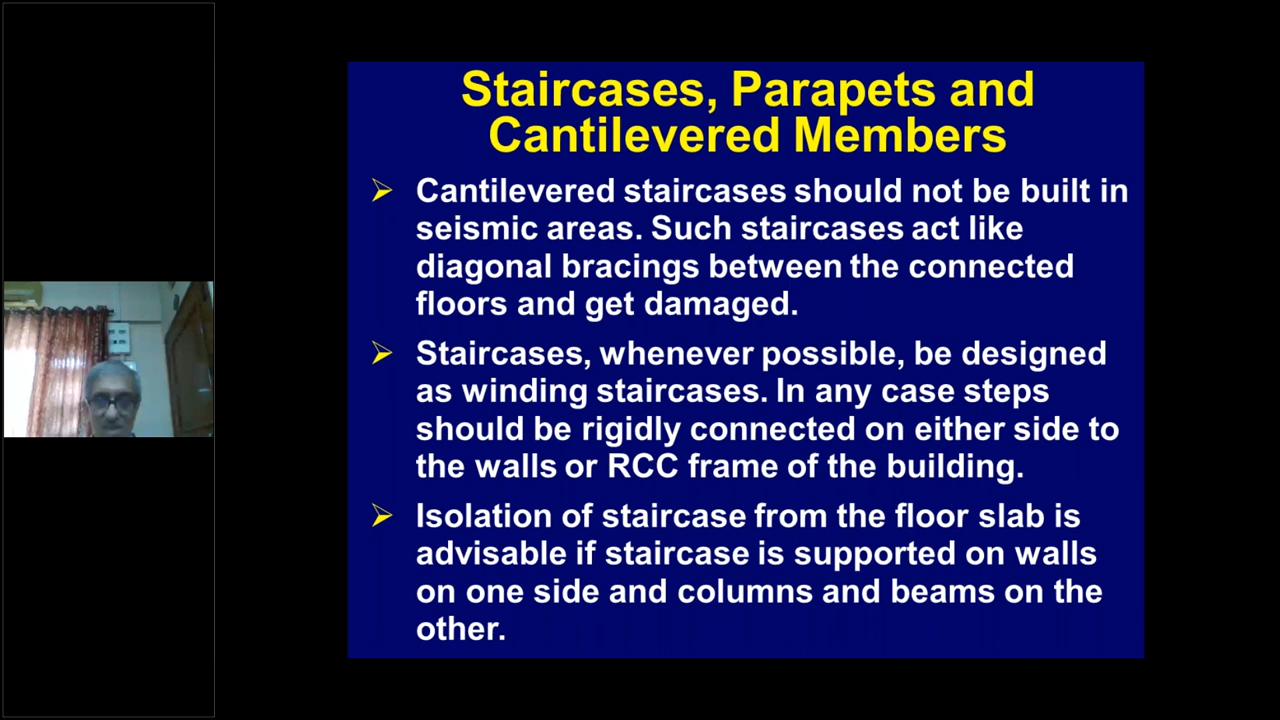 Staircases, Parapets and
Cantilevered Members
Cantilevered staircases should not be built in
seismic areas. Such staircases act like
diagonal bracings between the connected
floors and get damaged.
Staircases, whenever possible, be designed
as winding staircases. In any case steps
should be rigidly connected on either side to
the walls or RCC frame of the building.
Isolation of staircase from the floor slab is
advisable if staircase is supported on walls
on one side and columns and beams on the
other.